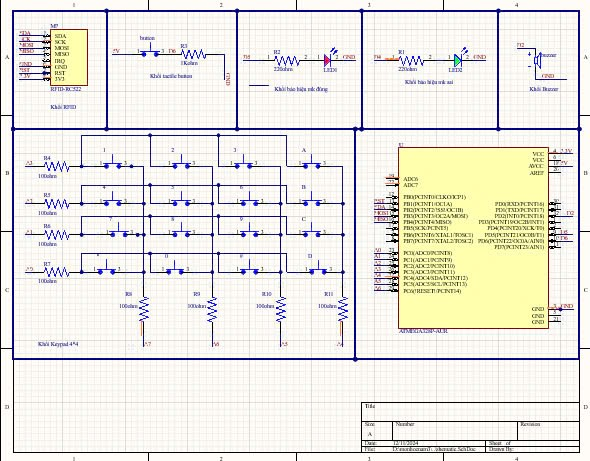 1 2 3 4
A
M?
SDA
SCK
MOSI
MISO
IRQ
GND
RST
3V3
RFID-RC522
Khối RFID
button
R3
1Kohm
GND
Khối tactile button
R2
220ohm
LED1
GND
Khối báo hiệu mk đúng
R1
220ohm
LED2
GND
Khối báo hiệu mk sai
buzzer
GND
Khối Buzzer
A
B
R4
100ohm
1
2
3
A
R5
100ohm
4
5
6
B
R6
100ohm
7
8
9
C
R7
100ohm
0
D
R8
100ohm
R9
100ohm
R10
100ohm
R11
100ohm
Khối Keypad 4*4
ADC6
ADC7
PB0(PCINT0/CLKO/ICP1)
PB1(PCINT1/OC1A)
PB2(PCINT2/SS/OC1B)
PB3(PCINT3/OC2A/MOSI)
PB4(PCINT4/MISO)
PB5(SCK/PCINT5)
PB6(PCINT6/XTAL1/TOSC1)
PB7(PCINT7/XTAL2/TOSC2)
PC0(ADC0/PCINT8)
PC1(ADC1/PCINT9)
PC2(ADC2/PCINT10)
PC3(ADC3/PCINT11)
PC4(ADC4/SDA/PCINT12)
PC5(ADC5/SCL/PCINT13)
PC6(/RESET/PCINT14)
VCC
VCC
AVCC
AREF
PD0(RXD/PCINT16)
PD1(TXD/PCINT17)
PD2(INT0/PCINT18)
PD3(PCINT19/OC2B/INT1)
PD4(PCINT20/XCK/T0)
PD5(PCINT21/OC0B/T1)
PD6(PCINT22/OC0A/AIN0)
PD7(PCINT23/AIN1)
GND
GND
GND
GND
ATMEGA328P-AUR
B
C
C
D
D
Title
Size
A
Number
Revision
Date:
12/11/2024
Sheet of
File:
Drawn By:
1 2 3 4